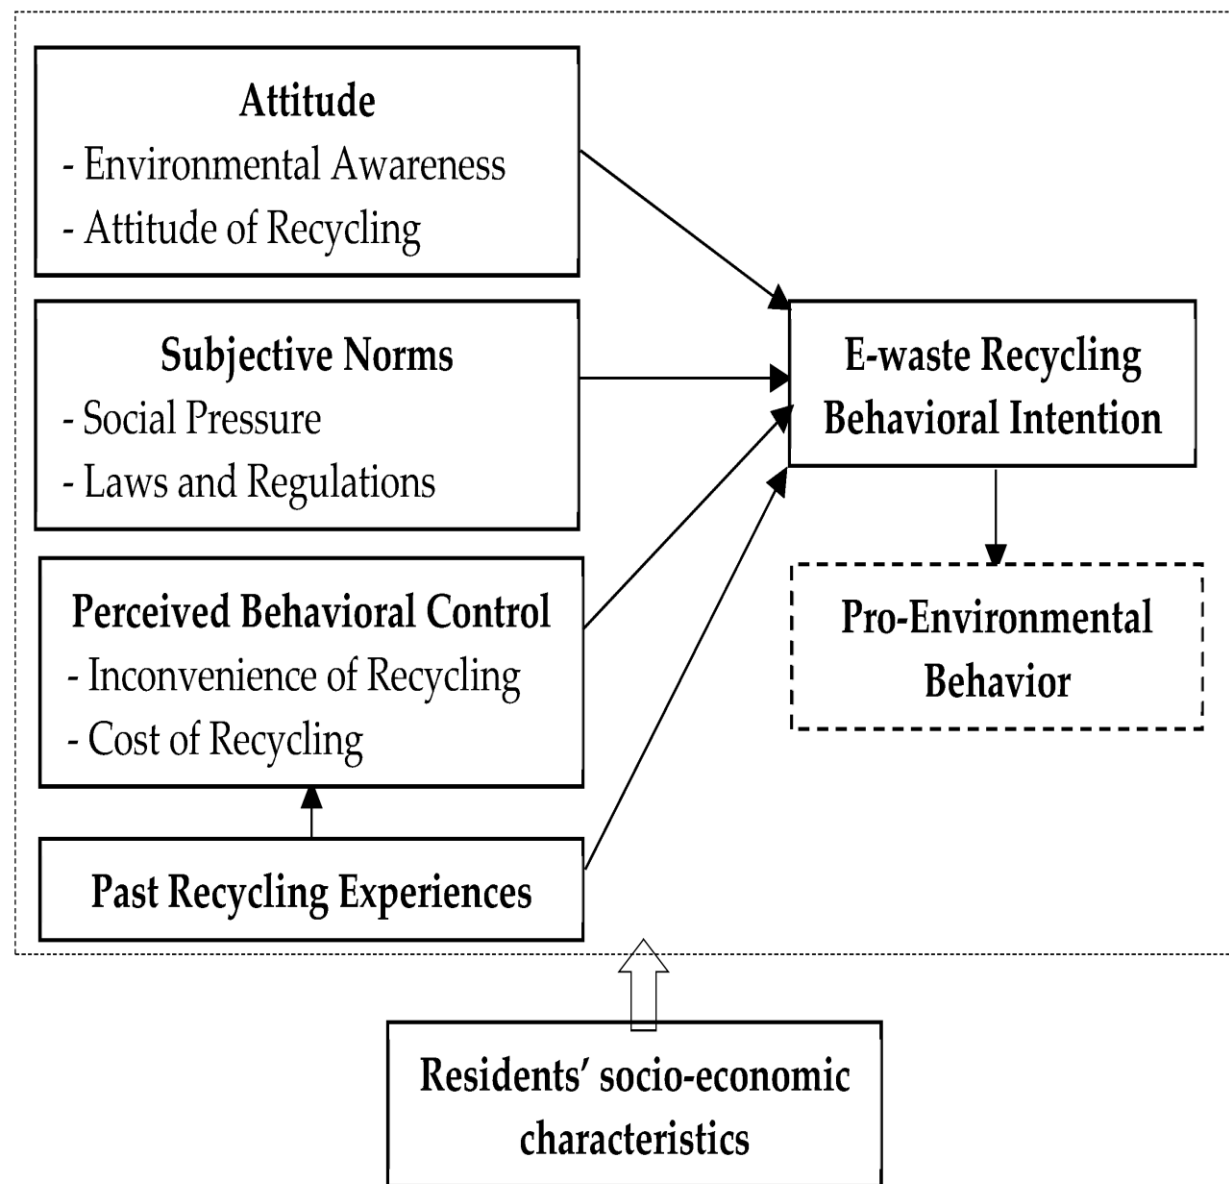 Attitude
- Environmental Awareness
- Attitude of Recycling
Subjective Norms
- Social Pressure
- Laws and Regulations
Perceived Behavioral Control
- Inconvenience of Recycling
- Cost of Recycling
Past Recycling Experiences
E-waste Recycling
Behavioral Intention
Pro-Environmental
Behavior
Residents’ socio-economic
characteristics